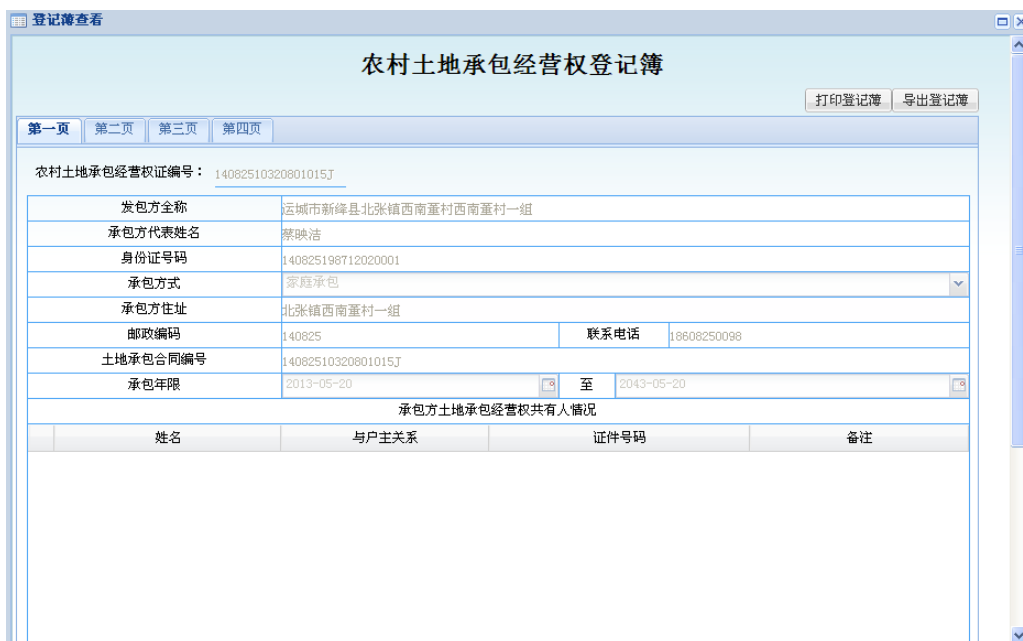 登记薄查看
农村土地承包经营权登记簿
打印登记薄 导出登记薄
第一页 第二页 第三页 第四页
农村土地承包经营权证编号： 14082510320801015J
发包方全称 运城市新绛县北张镇西南董村西南董村一组
承包方代表姓名 蔡映洁
身份证号码 140825198712020001
承包方式 家庭承包
承包方住址 北张镇西南董村一组
邮政编码 140825 联系电话 18608250098
土地承包合同编号 14082510320801015J
承包年限 2013-05-20 至 2043-05-20
承包方土地承包经营权共有人情况
姓名 与户主关系 证件号码 备注